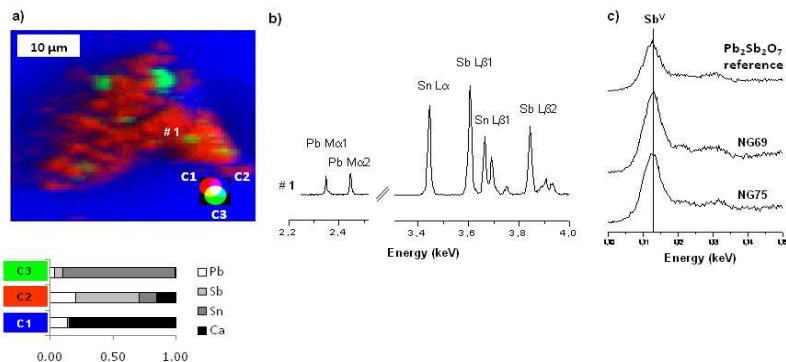 a)
10 µm
# 1
C1
C2
C3
C3
C2
C1
Pb
Sb
Sn
Ca
0.00 0.50 1.00
b)
Sb Lβ1
Sn Lα
Sb Lβ2
Sn Lβ1
Pb Mα1
Pb Mα2
# 1
2,2 2,4 3,4 3,6 3,8 4,0
Energy (keV)
c)
Sbⱽ
Pb₂Sb₂O₇
reference
NG69
NG75
Energy (keV)